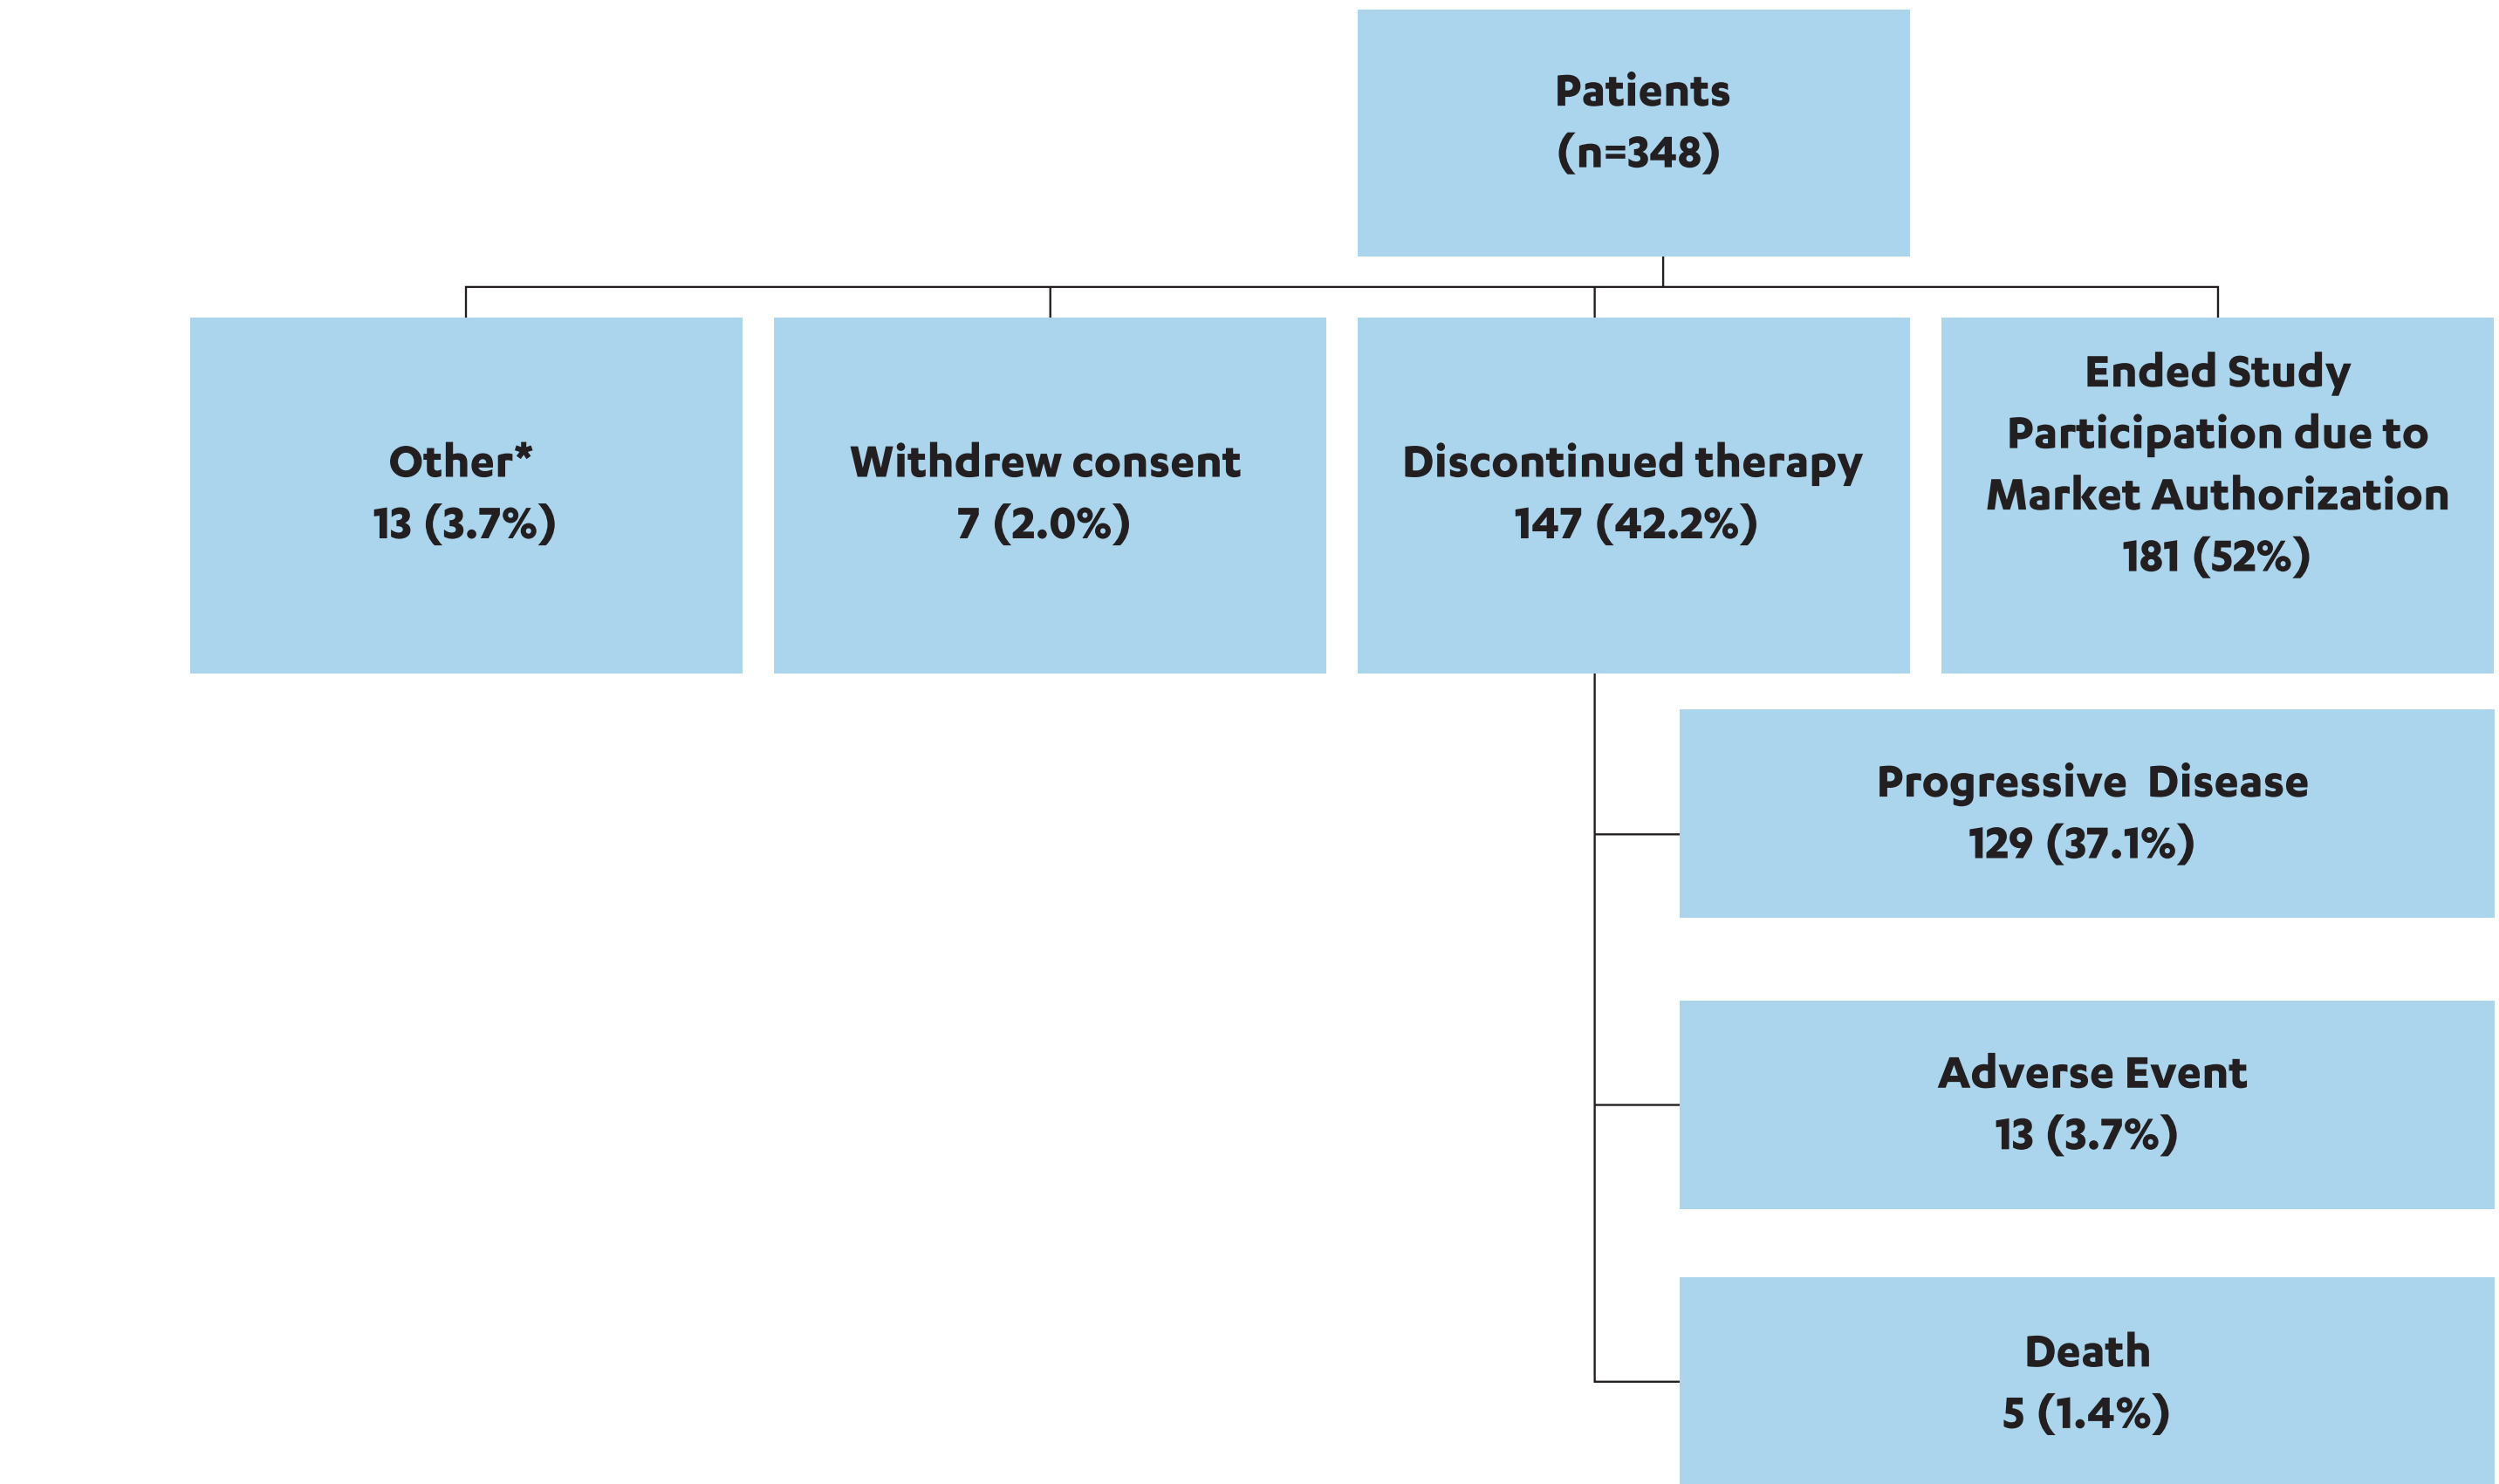 Patients
(n=348)
Other*
13 (3.7%)
Withdrew consent
7 (2.0%)
Discontinued therapy
147 (42.2%)
Ended Study
Participation due to
Market Authorization
181 (52%)
Progressive Disease
129 (37.1%)
Adverse Event
13 (3.7%)
Death
5 (1.4%)